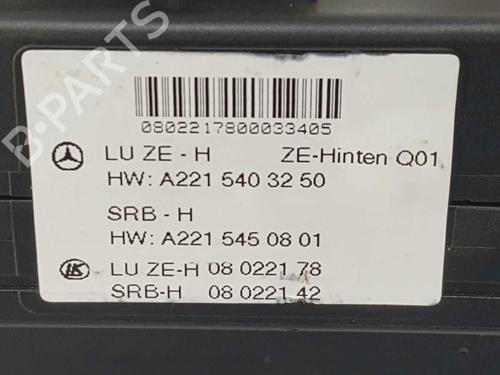 B-PARTS
0802217800033405
LU ZE - H ZE-Hinten Q01
HW: A221 540 32 50
SRB - H
HW: A221 545 08 01
LK LU ZE-H 08 0221 78
SRB-H 08 0221 42